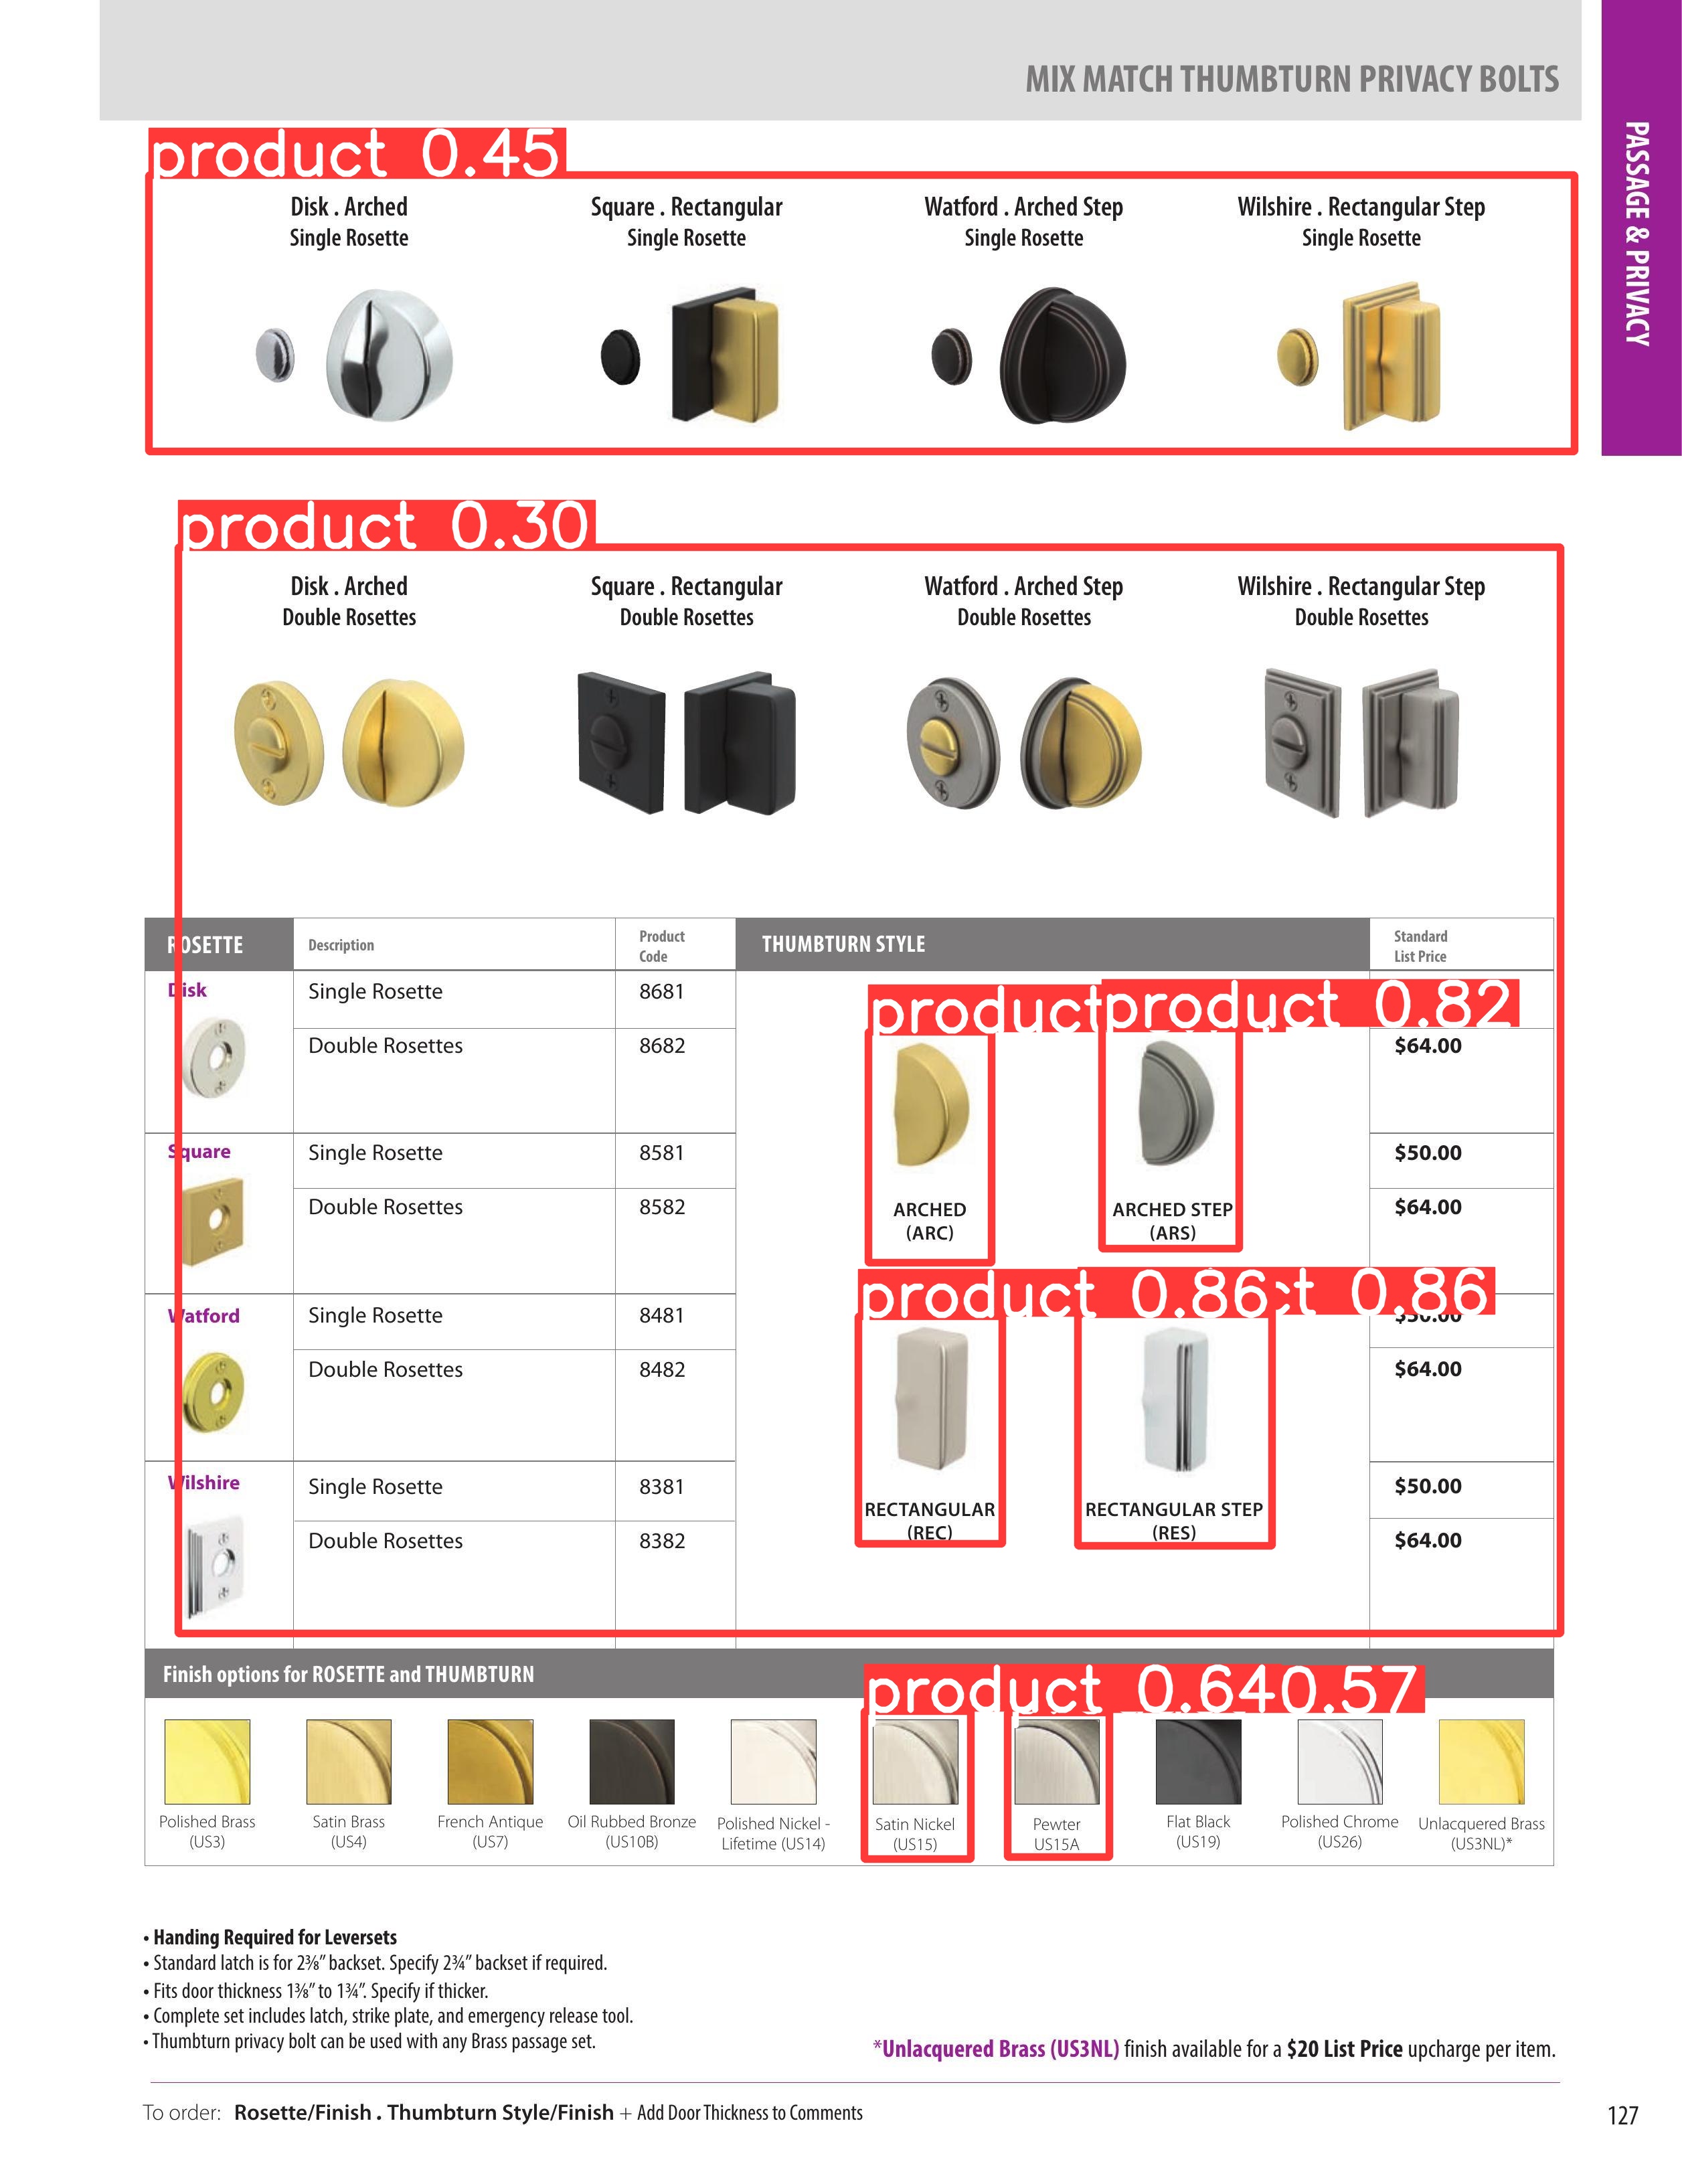 MIX MATCH THUMBTURN PRIVACY BOLTS
PASSAGE & PRIVACY
product 0.45
Disk . Arched
Single Rosette
Square . Rectangular
Single Rosette
Watford . Arched Step
Single Rosette
Wilshire . Rectangular Step
Single Rosette
product 0.30
Disk . Arched
Double Rosettes
Square . Rectangular
Double Rosettes
Watford . Arched Step
Double Rosettes
Wilshire . Rectangular Step
Double Rosettes
ROSETTE
Description
Product
Code
THUMBTURN STYLE
Standard
List Price
Disk
Single Rosette 8681
Double Rosettes 8682 $64.00
Square
Single Rosette 8581 $50.00
Double Rosettes 8582 $64.00
Watford
Single Rosette 8481 $50.00
Double Rosettes 8482 $64.00
Wilshire
Single Rosette 8381 $50.00
Double Rosettes 8382 $64.00
product
product 0.82
ARCHED
(ARC)
ARCHED STEP
(ARS)
product 0.86
0.86
RECTANGULAR
(REC)
RECTANGULAR STEP
(RES)
Finish options for ROSETTE and THUMBTURN
product 0.64
0.57
Polished Brass
(US3)
Satin Brass
(US4)
French Antique
(US7)
Oil Rubbed Bronze
(US10B)
Polished Nickel -
Lifetime (US14)
Satin Nickel
(US15)
Pewter
US15A
Flat Black
(US19)
Polished Chrome
(US26)
Unlacquered Brass
(US3NL)*
• Handing Required for Leversets
• Standard latch is for 2⅜" backset. Specify 2¾" backset if required.
• Fits door thickness 1⅜" to 1¾". Specify if thicker.
• Complete set includes latch, strike plate, and emergency release tool.
• Thumbturn privacy bolt can be used with any Brass passage set.
*Unlacquered Brass (US3NL) finish available for a $20 List Price upcharge per item.
To order: Rosette/Finish . Thumbturn Style/Finish + Add Door Thickness to Comments
127